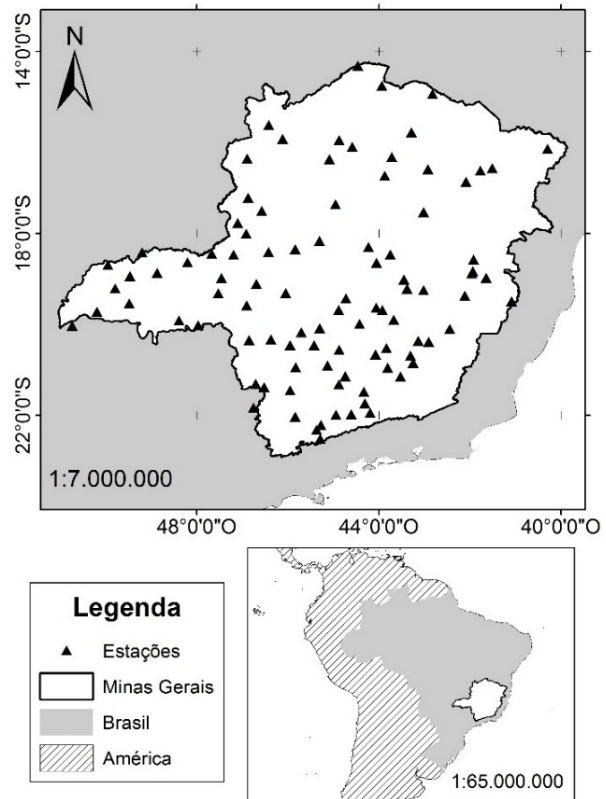 N
14°0'0"S
18°0'0"S
22°0'0"S
1:7.000.000
48°0'0"O
44°0'0"O
40°0'0"O
Legenda
Estações
Minas Gerais
Brasil
América
1:65.000.000